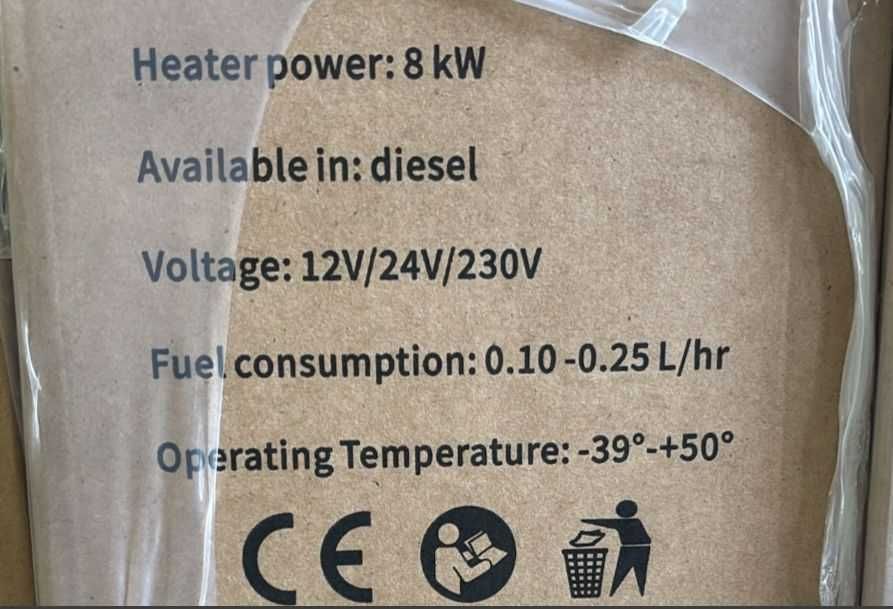 Heater power: 8 kW
Available in: diesel
Voltage: 12V/24V/230V
Fuel consumption: 0.10 -0.25 L/hr
Operating Temperature: -39°-+50°
CE